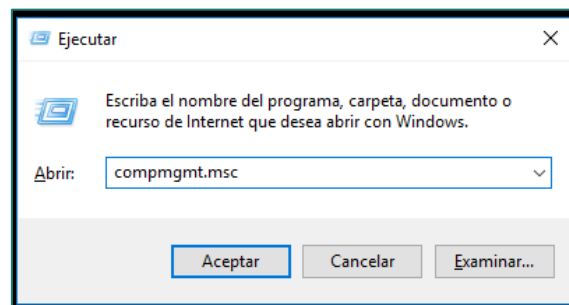 Ejecutar
Escriba el nombre del programa, carpeta, documento o
recurso de Internet que desea abrir con Windows.
Abrir: compmgmt.msc
Aceptar Cancelar Examinar...